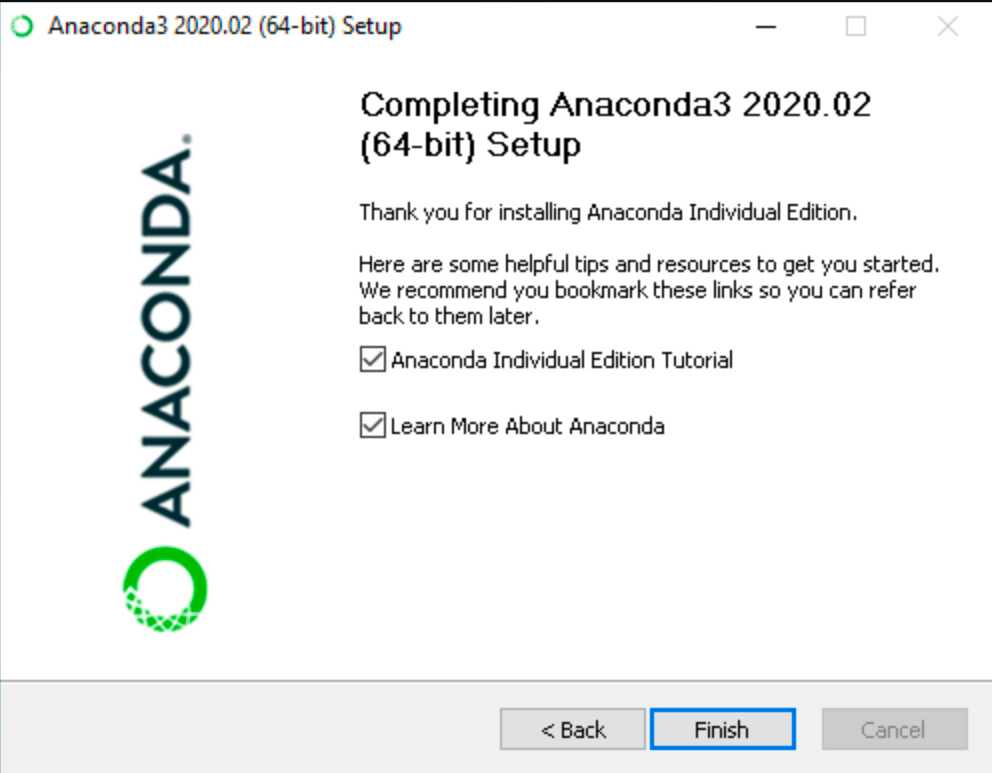 Anaconda3 2020.02 (64-bit) Setup
Completing Anaconda3 2020.02
(64-bit) Setup
ANACONDA.
Thank you for installing Anaconda Individual Edition.
Here are some helpful tips and resources to get you started.
We recommend you bookmark these links so you can refer
back to them later.
Anaconda Individual Edition Tutorial
Learn More About Anaconda
< Back
Finish
Cancel